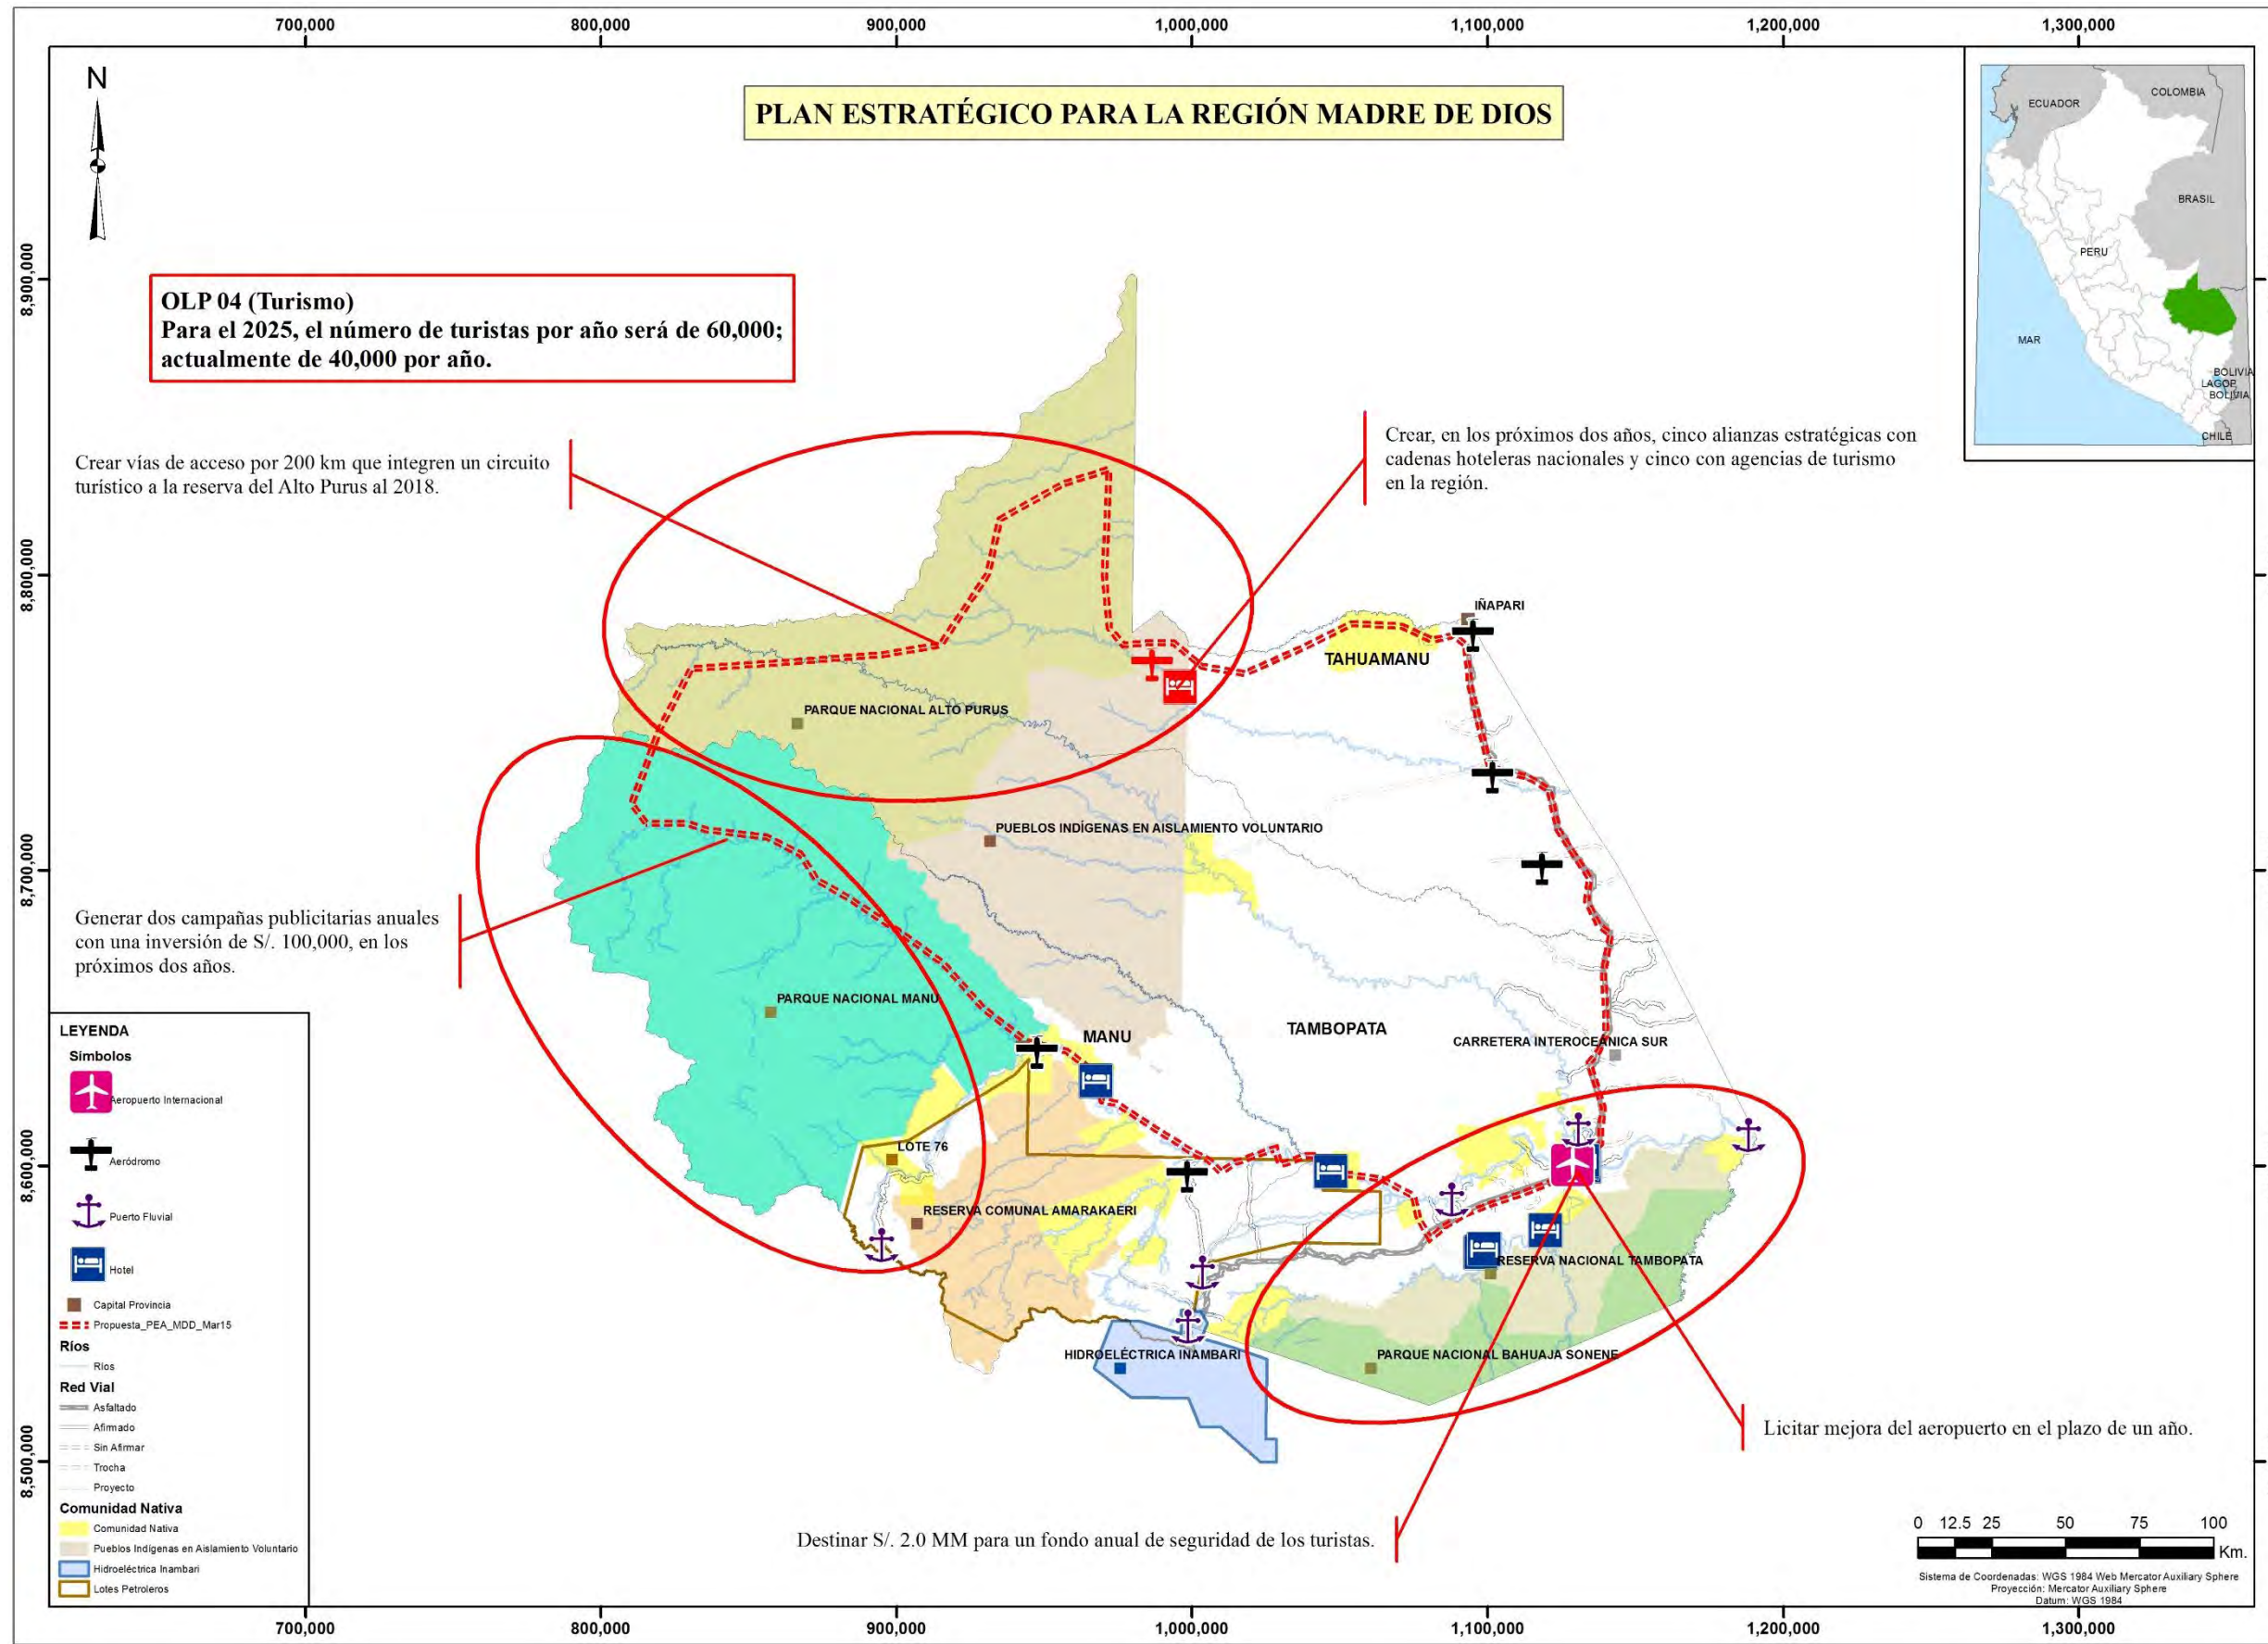 700,000 800,000 900,000 1,000,000 1,100,000 1,200,000 1,300,000
N
PLAN ESTRATÉGICO PARA LA REGIÓN MADRE DE DIOS
ECUADOR
COLOMBIA
BRASIL
PERU
MAR
BOLIVIA
LAGOP
BOLIVIA
CHILE
8,900,000
8,800,000
8,700,000
8,600,000
8,500,000
OLP 04 (Turismo)
Para el 2025, el número de turistas por año será de 60,000;
actualmente de 40,000 por año.
Crear vías de acceso por 200 km que integren un circuito
turístico a la reserva del Alto Purus al 2018.
Crear, en los próximos dos años, cinco alianzas estratégicas con
cadenas hoteleras nacionales y cinco con agencias de turismo
en la región.
IÑAPARI
TAHUAMANU
PARQUE NACIONAL ALTO PURUS
PUEBLOS INDÍGENAS EN AISLAMIENTO VOLUNTARIO
Generar dos campañas publicitarias anuales
con una inversión de S/. 100,000, en los
próximos dos años.
PARQUE NACIONAL MANU
MANU
TAMBOPATA
CARRETERA INTEROCEÁNICA SUR
LOTE 76
RESERVA COMUNAL AMARAKAERI
RESERVA NACIONAL TAMBOPATA
HIDROELÉCTRICA INAMBARI
PARQUE NACIONAL BAHUAJA SONENE
Licitar mejora del aeropuerto en el plazo de un año.
Destinar S/. 2.0 MM para un fondo anual de seguridad de los turistas.
LEYENDA
Símbolos
Aeropuerto Internacional
Aeródromo
Puerto Fluvial
Hotel
Capital Provincia
Propuesta_PEA_MDD_Mar15
Ríos
Ríos
Red Vial
Asfaltado
Afirmado
Sin Afirmar
Trocha
Proyecto
Comunidad Nativa
Comunidad Nativa
Pueblos Indígenas en Aislamiento Voluntario
Hidroeléctrica Inambari
Lotes Petroleros
0 12.5 25 50 75 100
Km.
Sistema de Coordenadas: WGS 1984 Web Mercator Auxiliary Sphere
Proyección: Mercator Auxiliary Sphere
Datum: WGS 1984
700,000 800,000 900,000 1,000,000 1,100,000 1,200,000 1,300,000